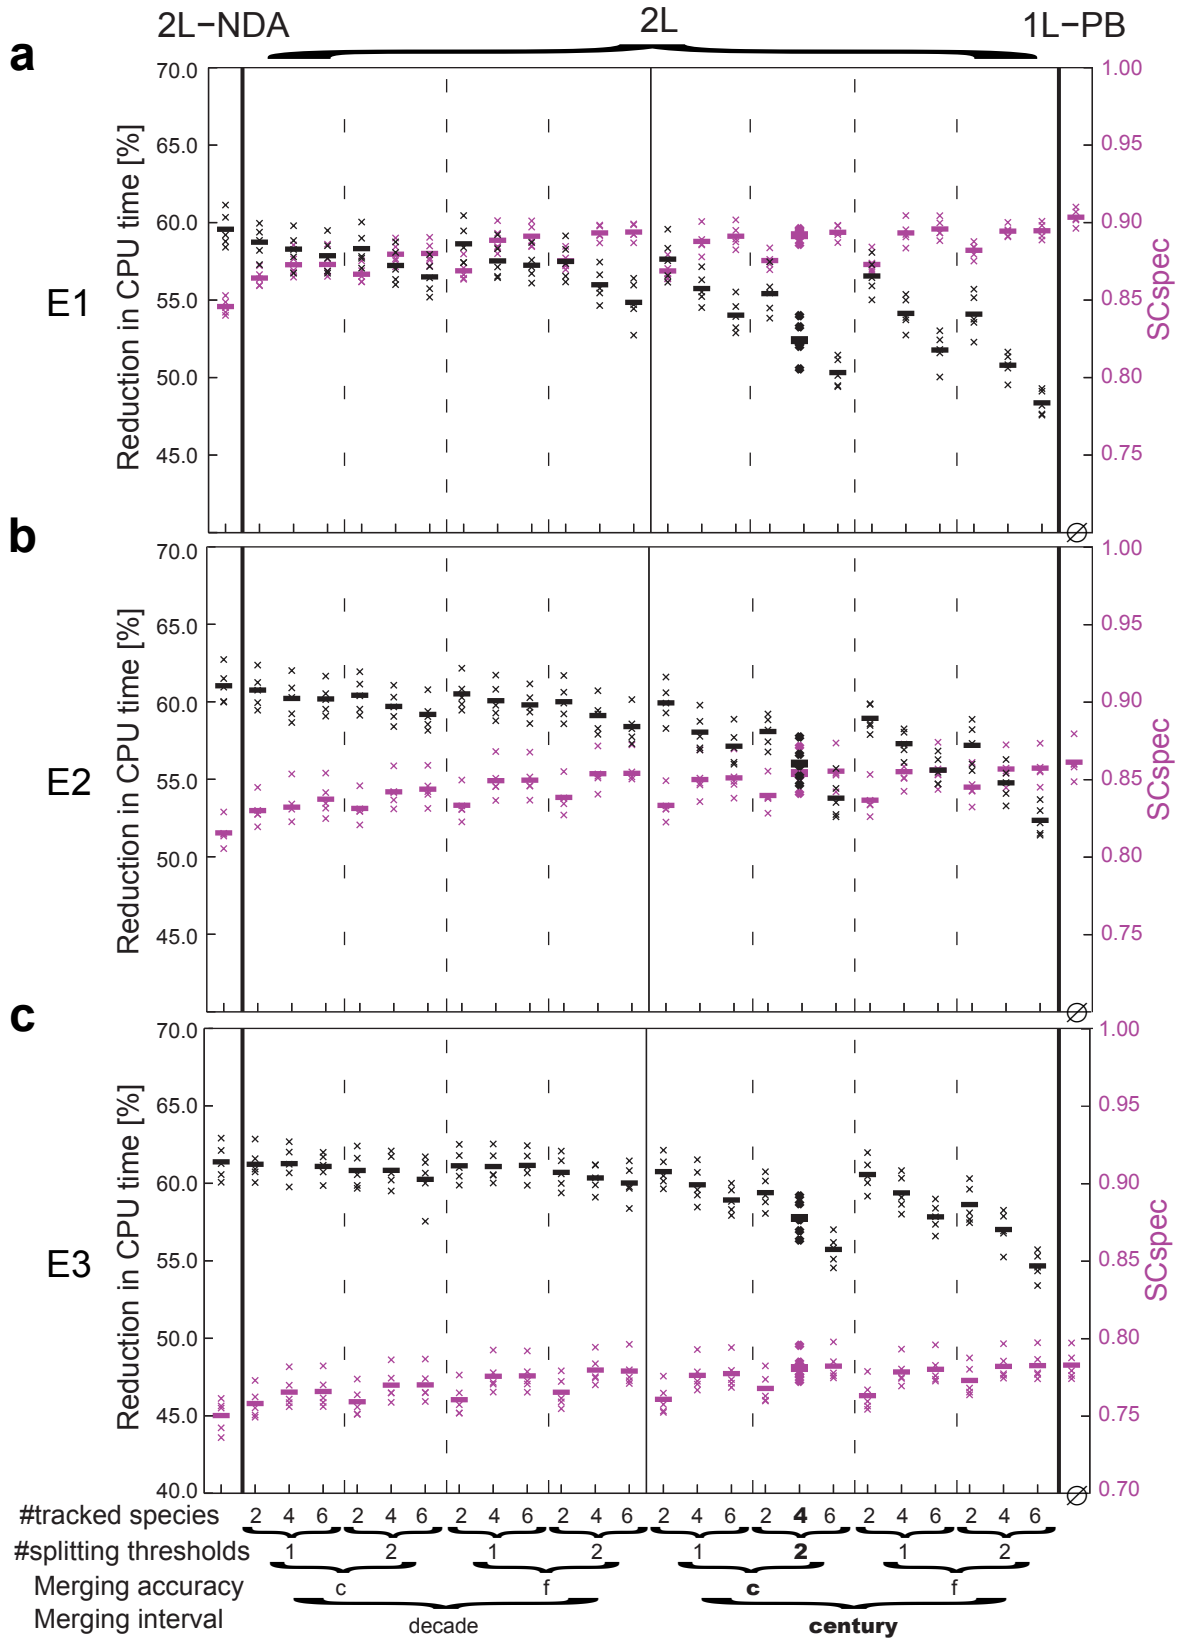 2L−NDA 2L 1L−PB
a
70.0 1.00
65.0 0.95
60.0 0.90
55.0 0.85
50.0 0.80
45.0 0.75
Reduction in CPU time [%]
SCspec
E1
∅
b
70.0 1.00
65.0 0.95
60.0 0.90
55.0 0.85
50.0 0.80
45.0 0.75
Reduction in CPU time [%]
SCspec
E2
∅
c
70.0 1.00
65.0 0.95
60.0 0.90
55.0 0.85
50.0 0.80
45.0 0.75
40.0 0.70
Reduction in CPU time [%]
SCspec
E3
∅
#tracked species 2 4 6 2 4 6 2 4 6 2 4 6 2 4 6 2 4 6 2 4 6 2 4 6
#splitting thresholds 1 2 1 2 1 2 1 2
Merging accuracy c f c f
Merging interval decade century